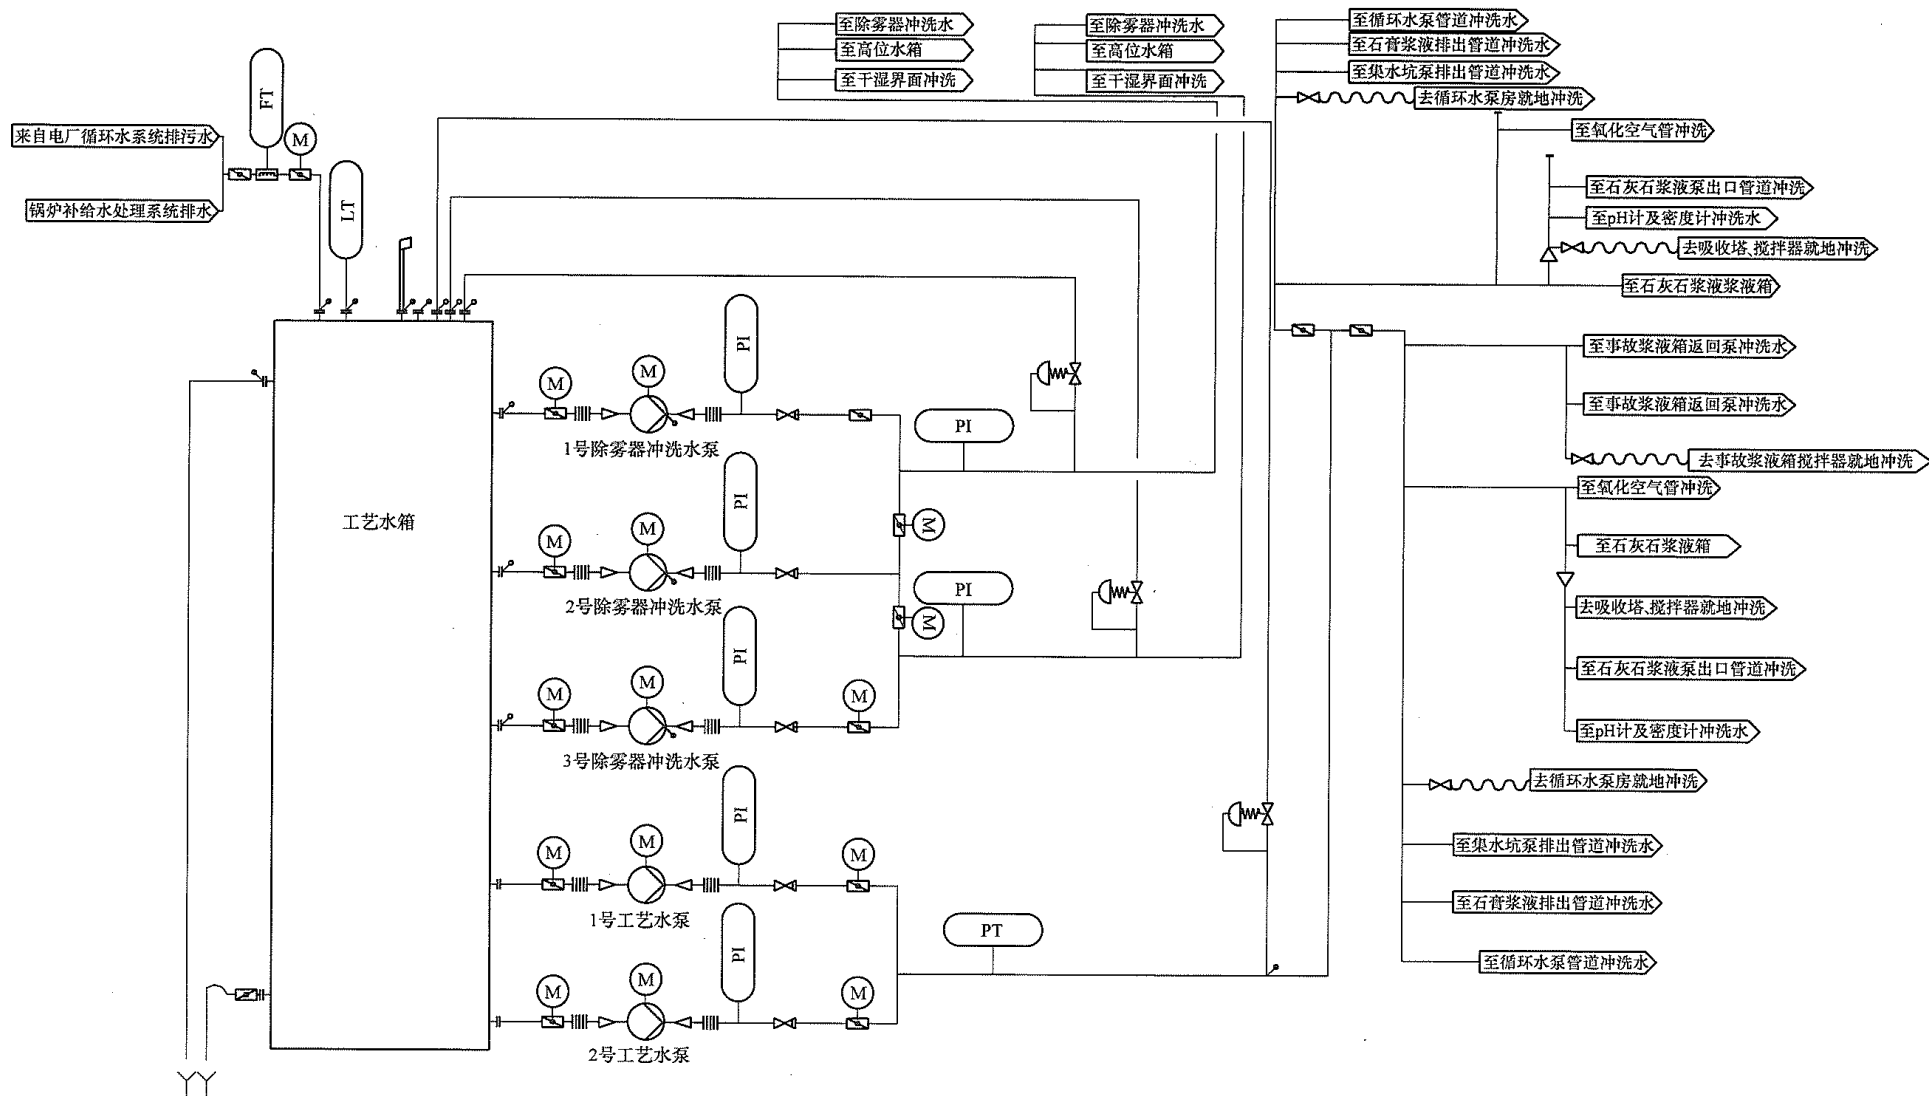 至除雾器冲洗水
至高位水箱
至干湿界面冲洗
至除雾器冲洗水
至高位水箱
至干湿界面冲洗
至循环水泵管道冲洗水
至石膏浆液排出管道冲洗水
至集水坑泵排出管道冲洗水
去循环水泵房就地冲洗
至氧化空气管冲洗
至石灰石浆液泵出口管道冲洗
至pH计及密度计冲洗水
去吸收塔、搅拌器就地冲洗
至石灰石浆液浆液箱
FT
M
来自电厂循环水系统排污水
锅炉补给水处理系统排水
LT
工艺水箱
M
M
PI
1号除雾器冲洗水泵
PI
M
M
PI
2号除雾器冲洗水泵
M
PI
M
M
M
PI
M
3号除雾器冲洗水泵
M
M
PI
M
1号工艺水泵
M
M
PI
M
2号工艺水泵
PT
至事故浆液箱返回泵冲洗水
至事故浆液箱返回泵冲洗水
去事故浆液箱搅拌器就地冲洗
至氧化空气管冲洗
至石灰石浆液箱
去吸收塔、搅拌器就地冲洗
至石灰石浆液泵出口管道冲洗
至pH计及密度计冲洗水
去循环水泵房就地冲洗
至集水坑泵排出管道冲洗水
至石膏浆液排出管道冲洗水
至循环水泵管道冲洗水